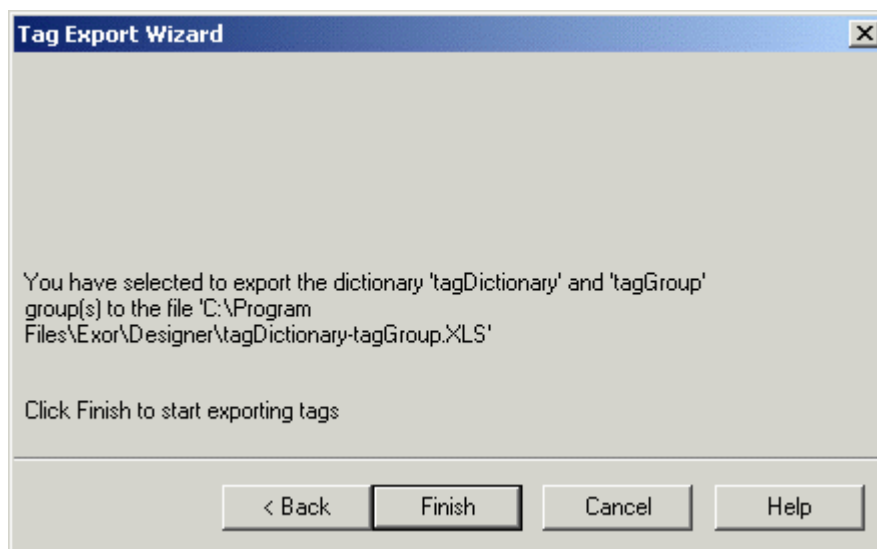 Tag Export Wizard
You have selected to export the dictionary 'tagDictionary' and 'tagGroup'
group(s) to the file 'C:\Program
Files\Exor\Designer\tagDictionary-tagGroup.XLS'
Click Finish to start exporting tags
< Back Finish Cancel Help